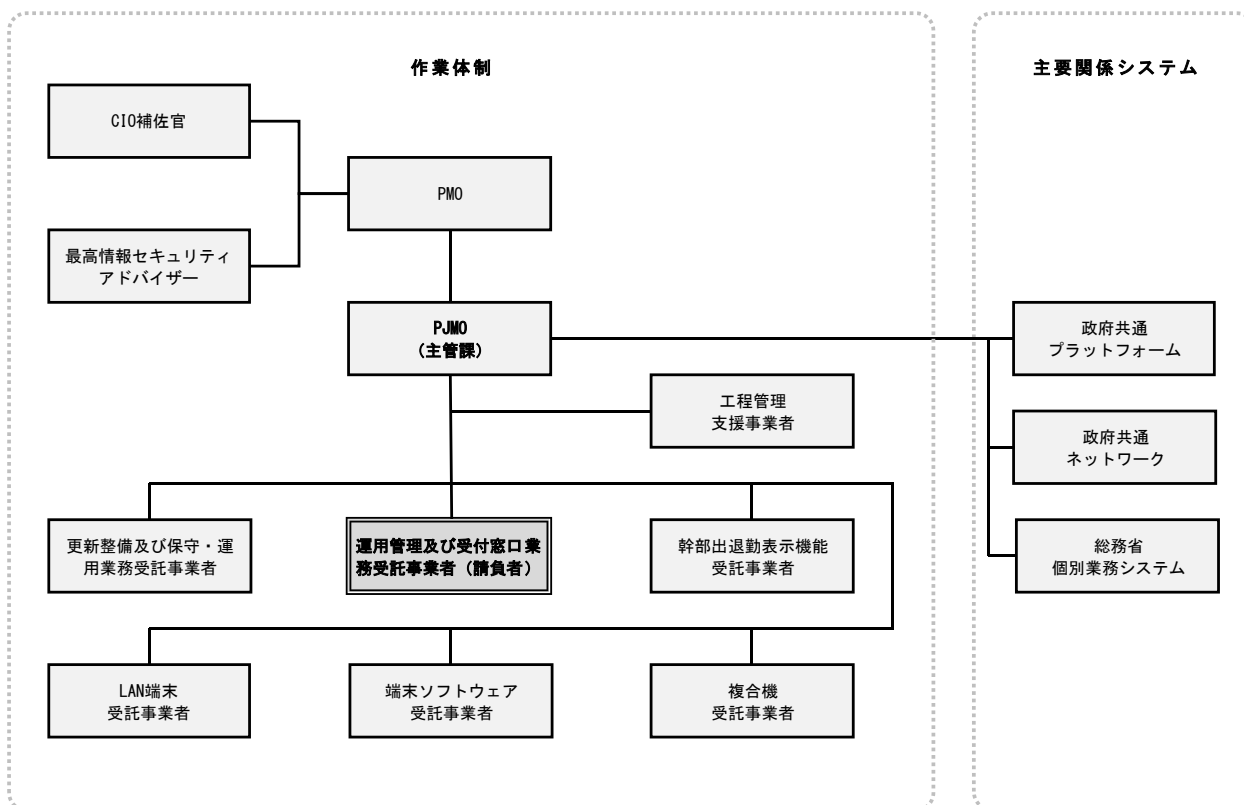 作業体制
主要関係システム
CIO補佐官
PMO
最高情報セキュリティ
アドバイザー
PJMO
（主管課）
政府共通
プラットフォーム
工程管理
支援事業者
政府共通
ネットワーク
更新整備及び保守・運
用業務受託事業者
運用管理及び受付窓口業
務受託事業者（請負者）
幹部出退勤表示機能
受託事業者
総務省
個別業務システム
LAN端末
受託事業者
端末ソフトウェア
受託事業者
複合機
受託事業者